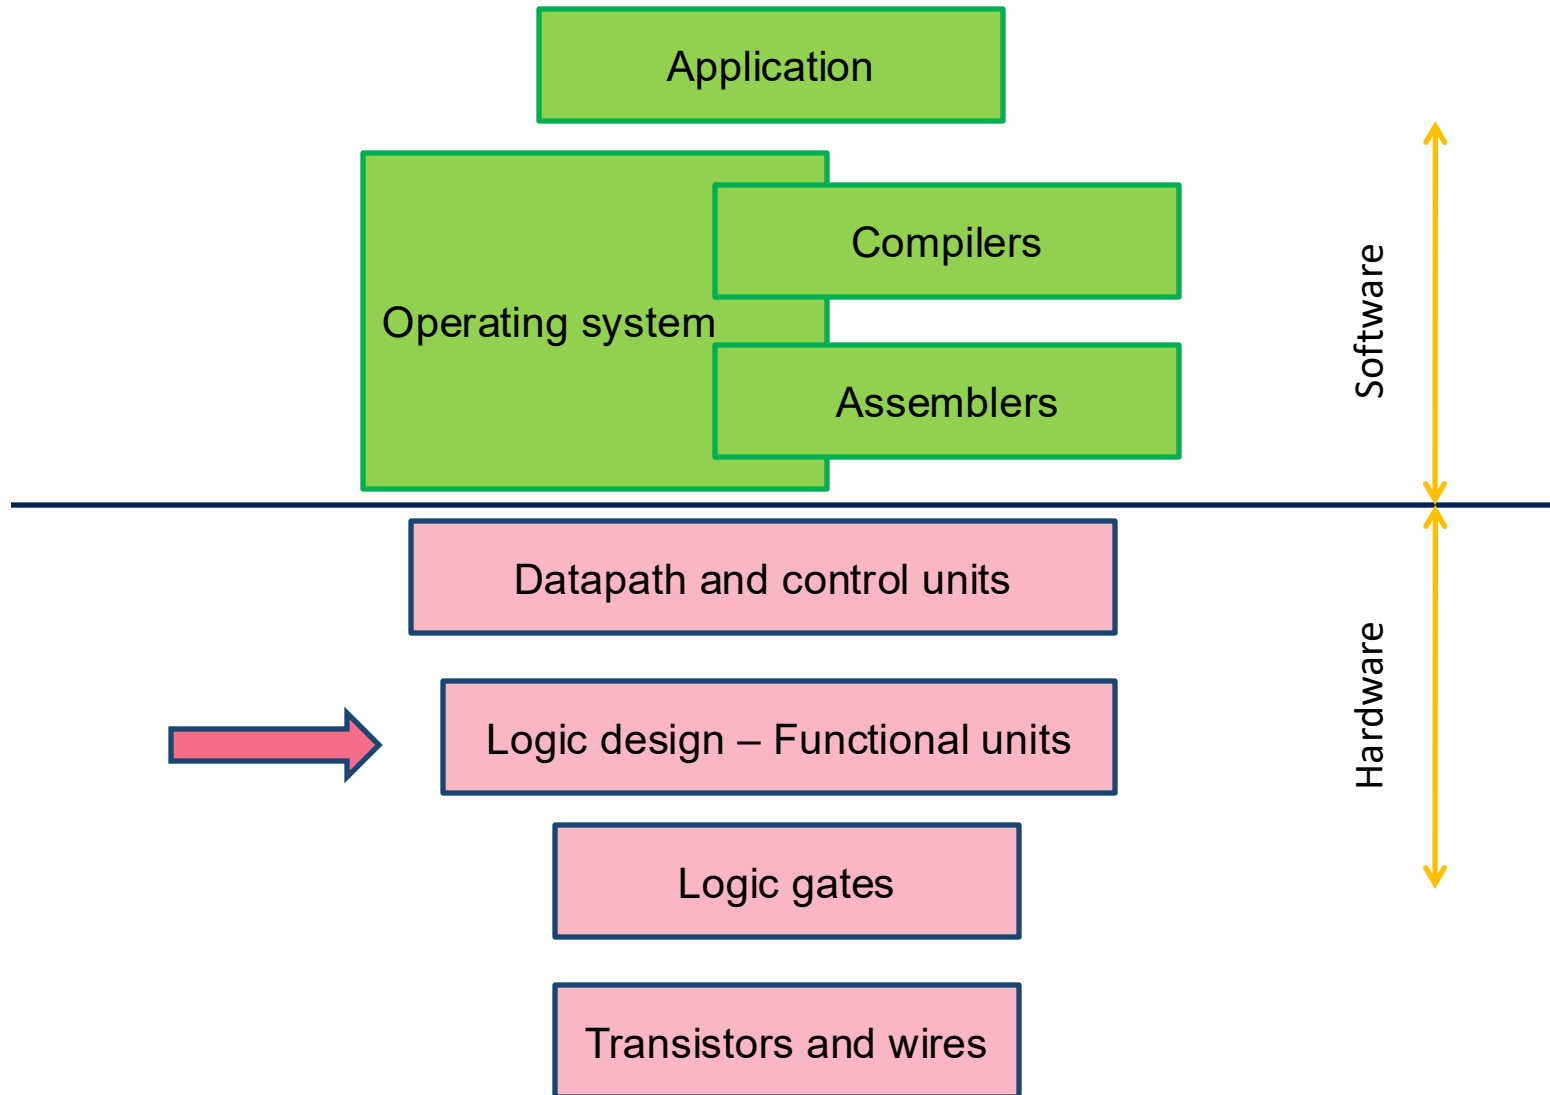 Application
Compilers
Operating system
Assemblers
Software
Datapath and control units
Logic design – Functional units
Hardware
Logic gates
Transistors and wires